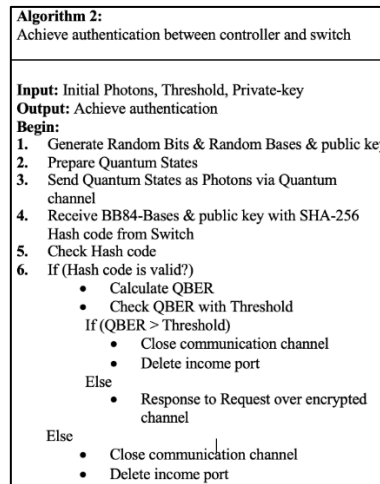 Algorithm 2:
Achieve authentication between controller and switch
Input: Initial Photons, Threshold, Private-key
Output: Achieve authentication
Begin:
1. Generate Random Bits & Random Bases & public key
2. Prepare Quantum States
3. Send Quantum States as Photons via Quantum
channel
4. Receive BB84-Bases & public key with SHA-256
Hash code from Switch
5. Check Hash code
6. If (Hash code is valid?)
• Calculate QBER
• Check QBER with Threshold
If (QBER > Threshold)
• Close communication channel
• Delete income port
Else
• Response to Request over encrypted
channel
Else
• Close communication channel
• Delete income port